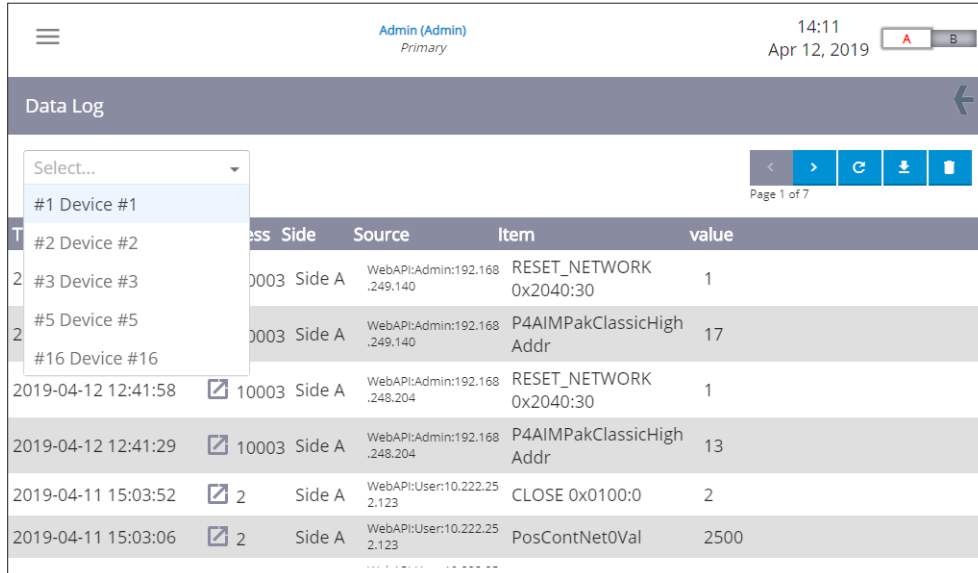 Admin (Admin)
Primary
14:11
Apr 12, 2019
A
B
Data Log
Select...
Page 1 of 7
#1 Device #1
#2 Device #2
#3 Device #3
#5 Device #5
#16 Device #16
T ess Side Source Item value
2 0003 Side A WebAPI:Admin:192.168 RESET_NETWORK 1
.249.140 0x2040:30
2 0003 Side A WebAPI:Admin:192.168 P4AIMPakClassicHigh 17
.249.140 Addr
2019-04-12 12:41:58 10003 Side A WebAPI:Admin:192.168 RESET_NETWORK 1
.248.204 0x2040:30
2019-04-12 12:41:29 10003 Side A WebAPI:Admin:192.168 P4AIMPakClassicHigh 13
.248.204 Addr
2019-04-11 15:03:52 2 Side A WebAPI:User:10.222.25 CLOSE 0x0100:0 2
2.123
2019-04-11 15:03:06 2 Side A WebAPI:User:10.222.25 PosContNet0Val 2500
2.123